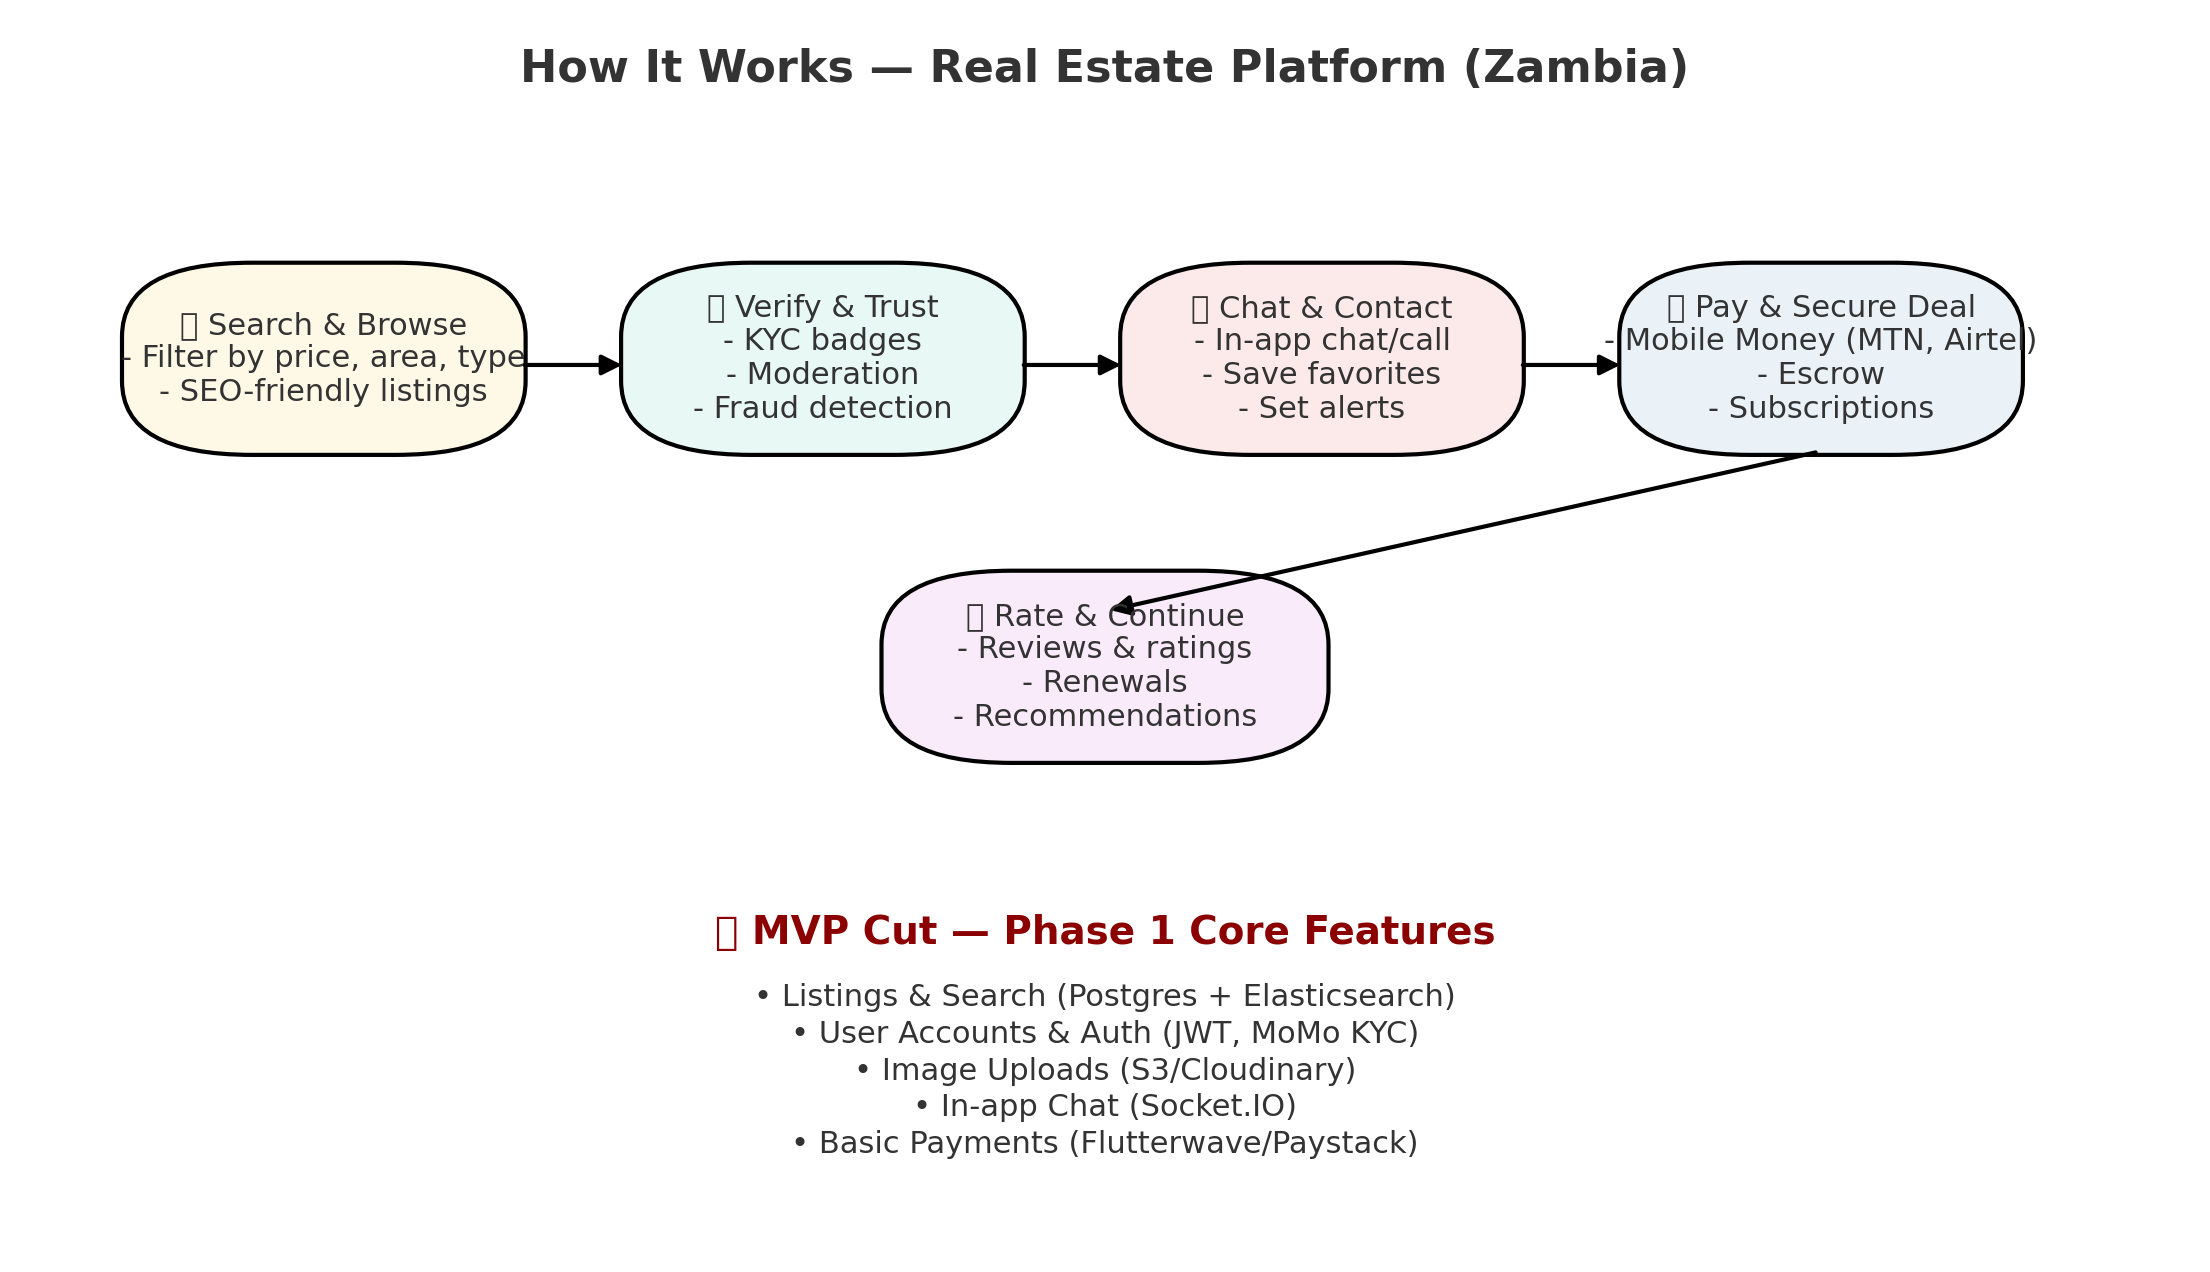 How It Works — Real Estate Platform (Zambia)
Search & Browse
- Filter by price, area, type
- SEO-friendly listings
Verify & Trust
- KYC badges
- Moderation
- Fraud detection
Chat & Contact
- In-app chat/call
- Save favorites
- Set alerts
Pay & Secure Deal
- Mobile Money (MTN, Airtel)
- Escrow
- Subscriptions
Rate & Continue
- Reviews & ratings
- Renewals
- Recommendations
MVP Cut — Phase 1 Core Features
• Listings & Search (Postgres + Elasticsearch)
• User Accounts & Auth (JWT, MoMo KYC)
• Image Uploads (S3/Cloudinary)
• In-app Chat (Socket.IO)
• Basic Payments (Flutterwave/Paystack)